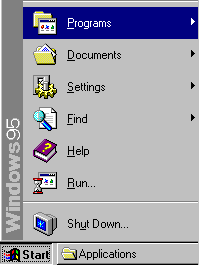 Programs
Documents
Settings
Find
Help
Run...
Shut Down...
Windows95
Start
Applications